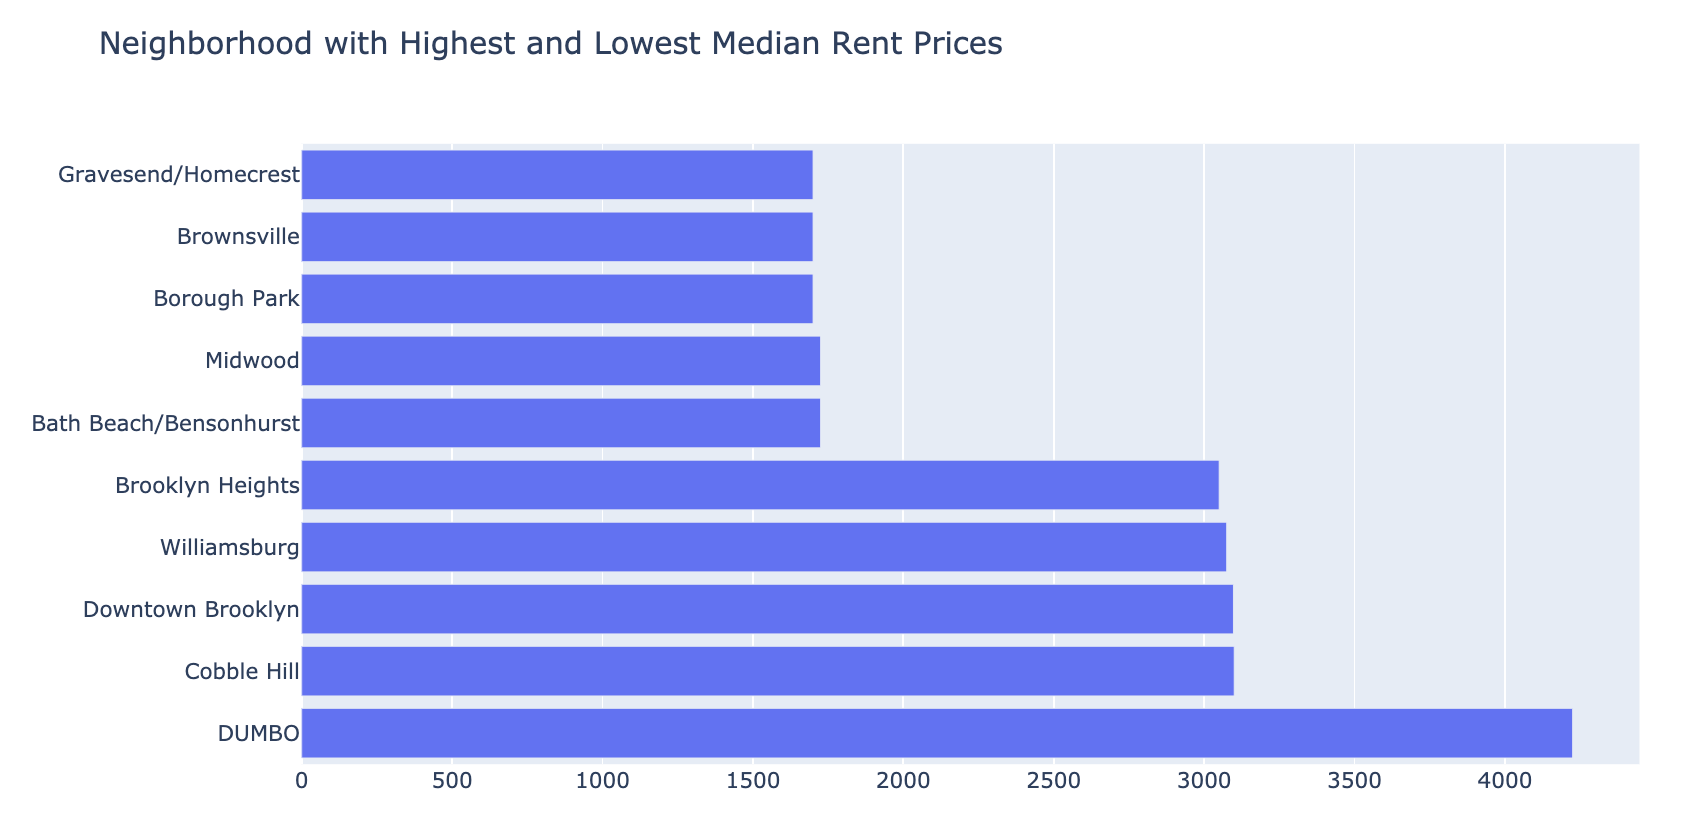 Neighborhood with Highest and Lowest Median Rent Prices
Gravesend/Homecrest
Brownsville
Borough Park
Midwood
Bath Beach/Bensonhurst
Brooklyn Heights
Williamsburg
Downtown Brooklyn
Cobble Hill
DUMBO
0 500 1000 1500 2000 2500 3000 3500 4000